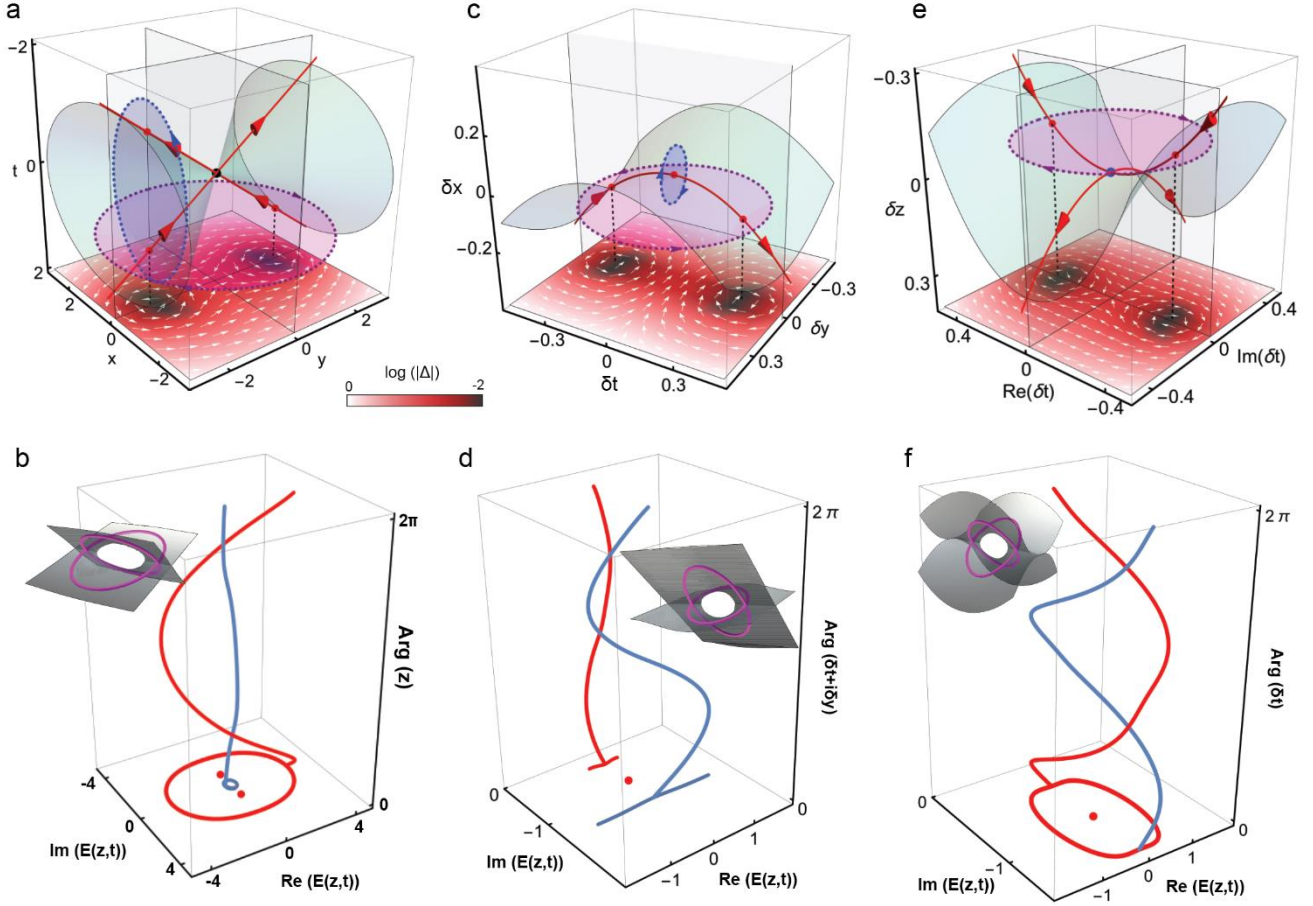 a
-2
t
0
2
2
0
x
-2
-2
0
y
2
0
log (|Δ|)
-2
c
δx
0.2
0
-0.2
-0.3
0
δt
0.3
0.3
0
δy
-0.3
e
-0.3
0
δz
0.3
0.4
0
Re(δt)
-0.4
-0.4
0
Im(δt)
0.4
b
2π
Arg (z)
0
-4
0
4
Im (E(z,t))
-4
0
4
Re (E(z,t))
d
2π
Arg (δt+iδy)
0
0
-1
Im (E(z,t))
-1
0
1
Re (E(z,t))
f
2π
Arg (δt)
0
0
-1
Im (E(z,t))
-1
0
1
Re (E(z,t))